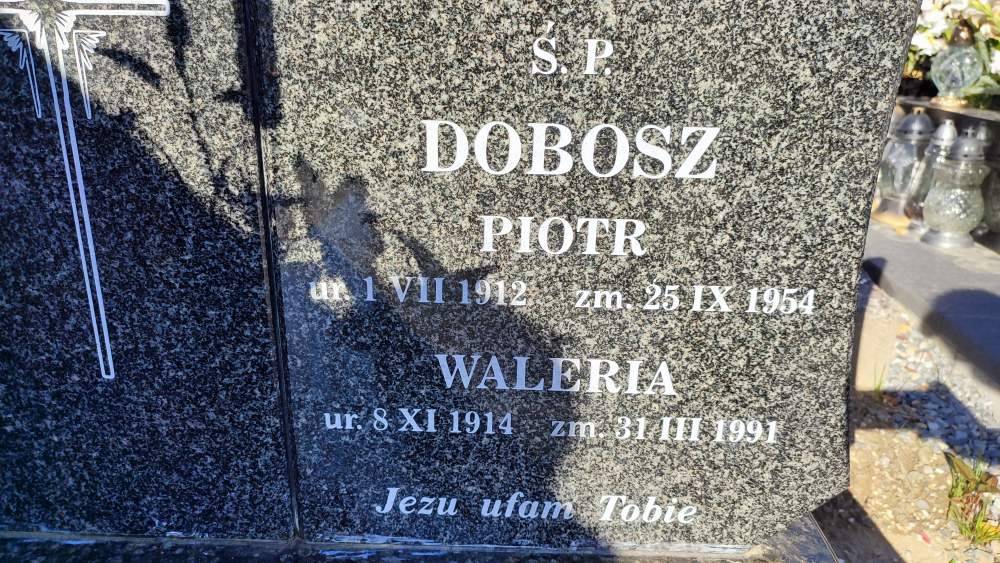 Ś. P.
DOBOSZ
PIOTR
ur. 1 VII 1912 zm. 25 IX 1954
WALERIA
ur. 8 XI 1914 zm. 31 III 1991
Jezu ufam Tobie